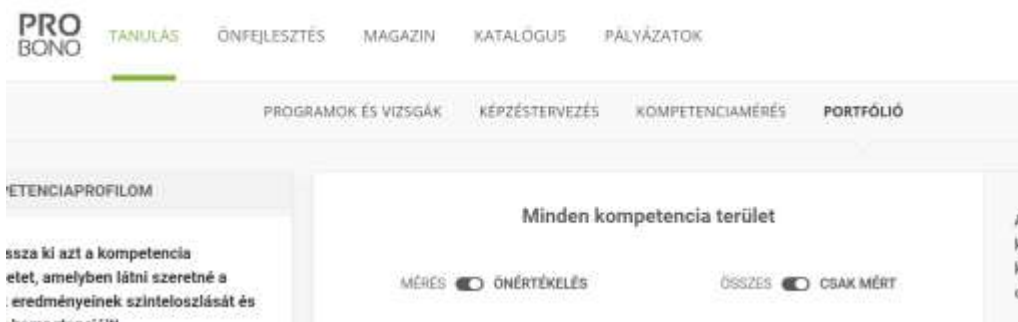 PRO
BONO
TANULÁS ÖNFEJLESZTÉS MAGAZIN KATALÓGUS PÁLYÁZATOK
PROGRAMOK ÉS VIZSGÁK KÉPZÉSTERVEZÉS KOMPETENCIAMÉRÉS PORTFÓLIÓ
ETENCIAPROFILOM
Minden kompetencia terület
ssza ki azt a kompetencia
etet, amelyben látni szeretné a
eredményeinek szinteloszlását és
MÉRÉS ÖNÉRTÉKELÉS ÖSSZES CSAK MÉRT